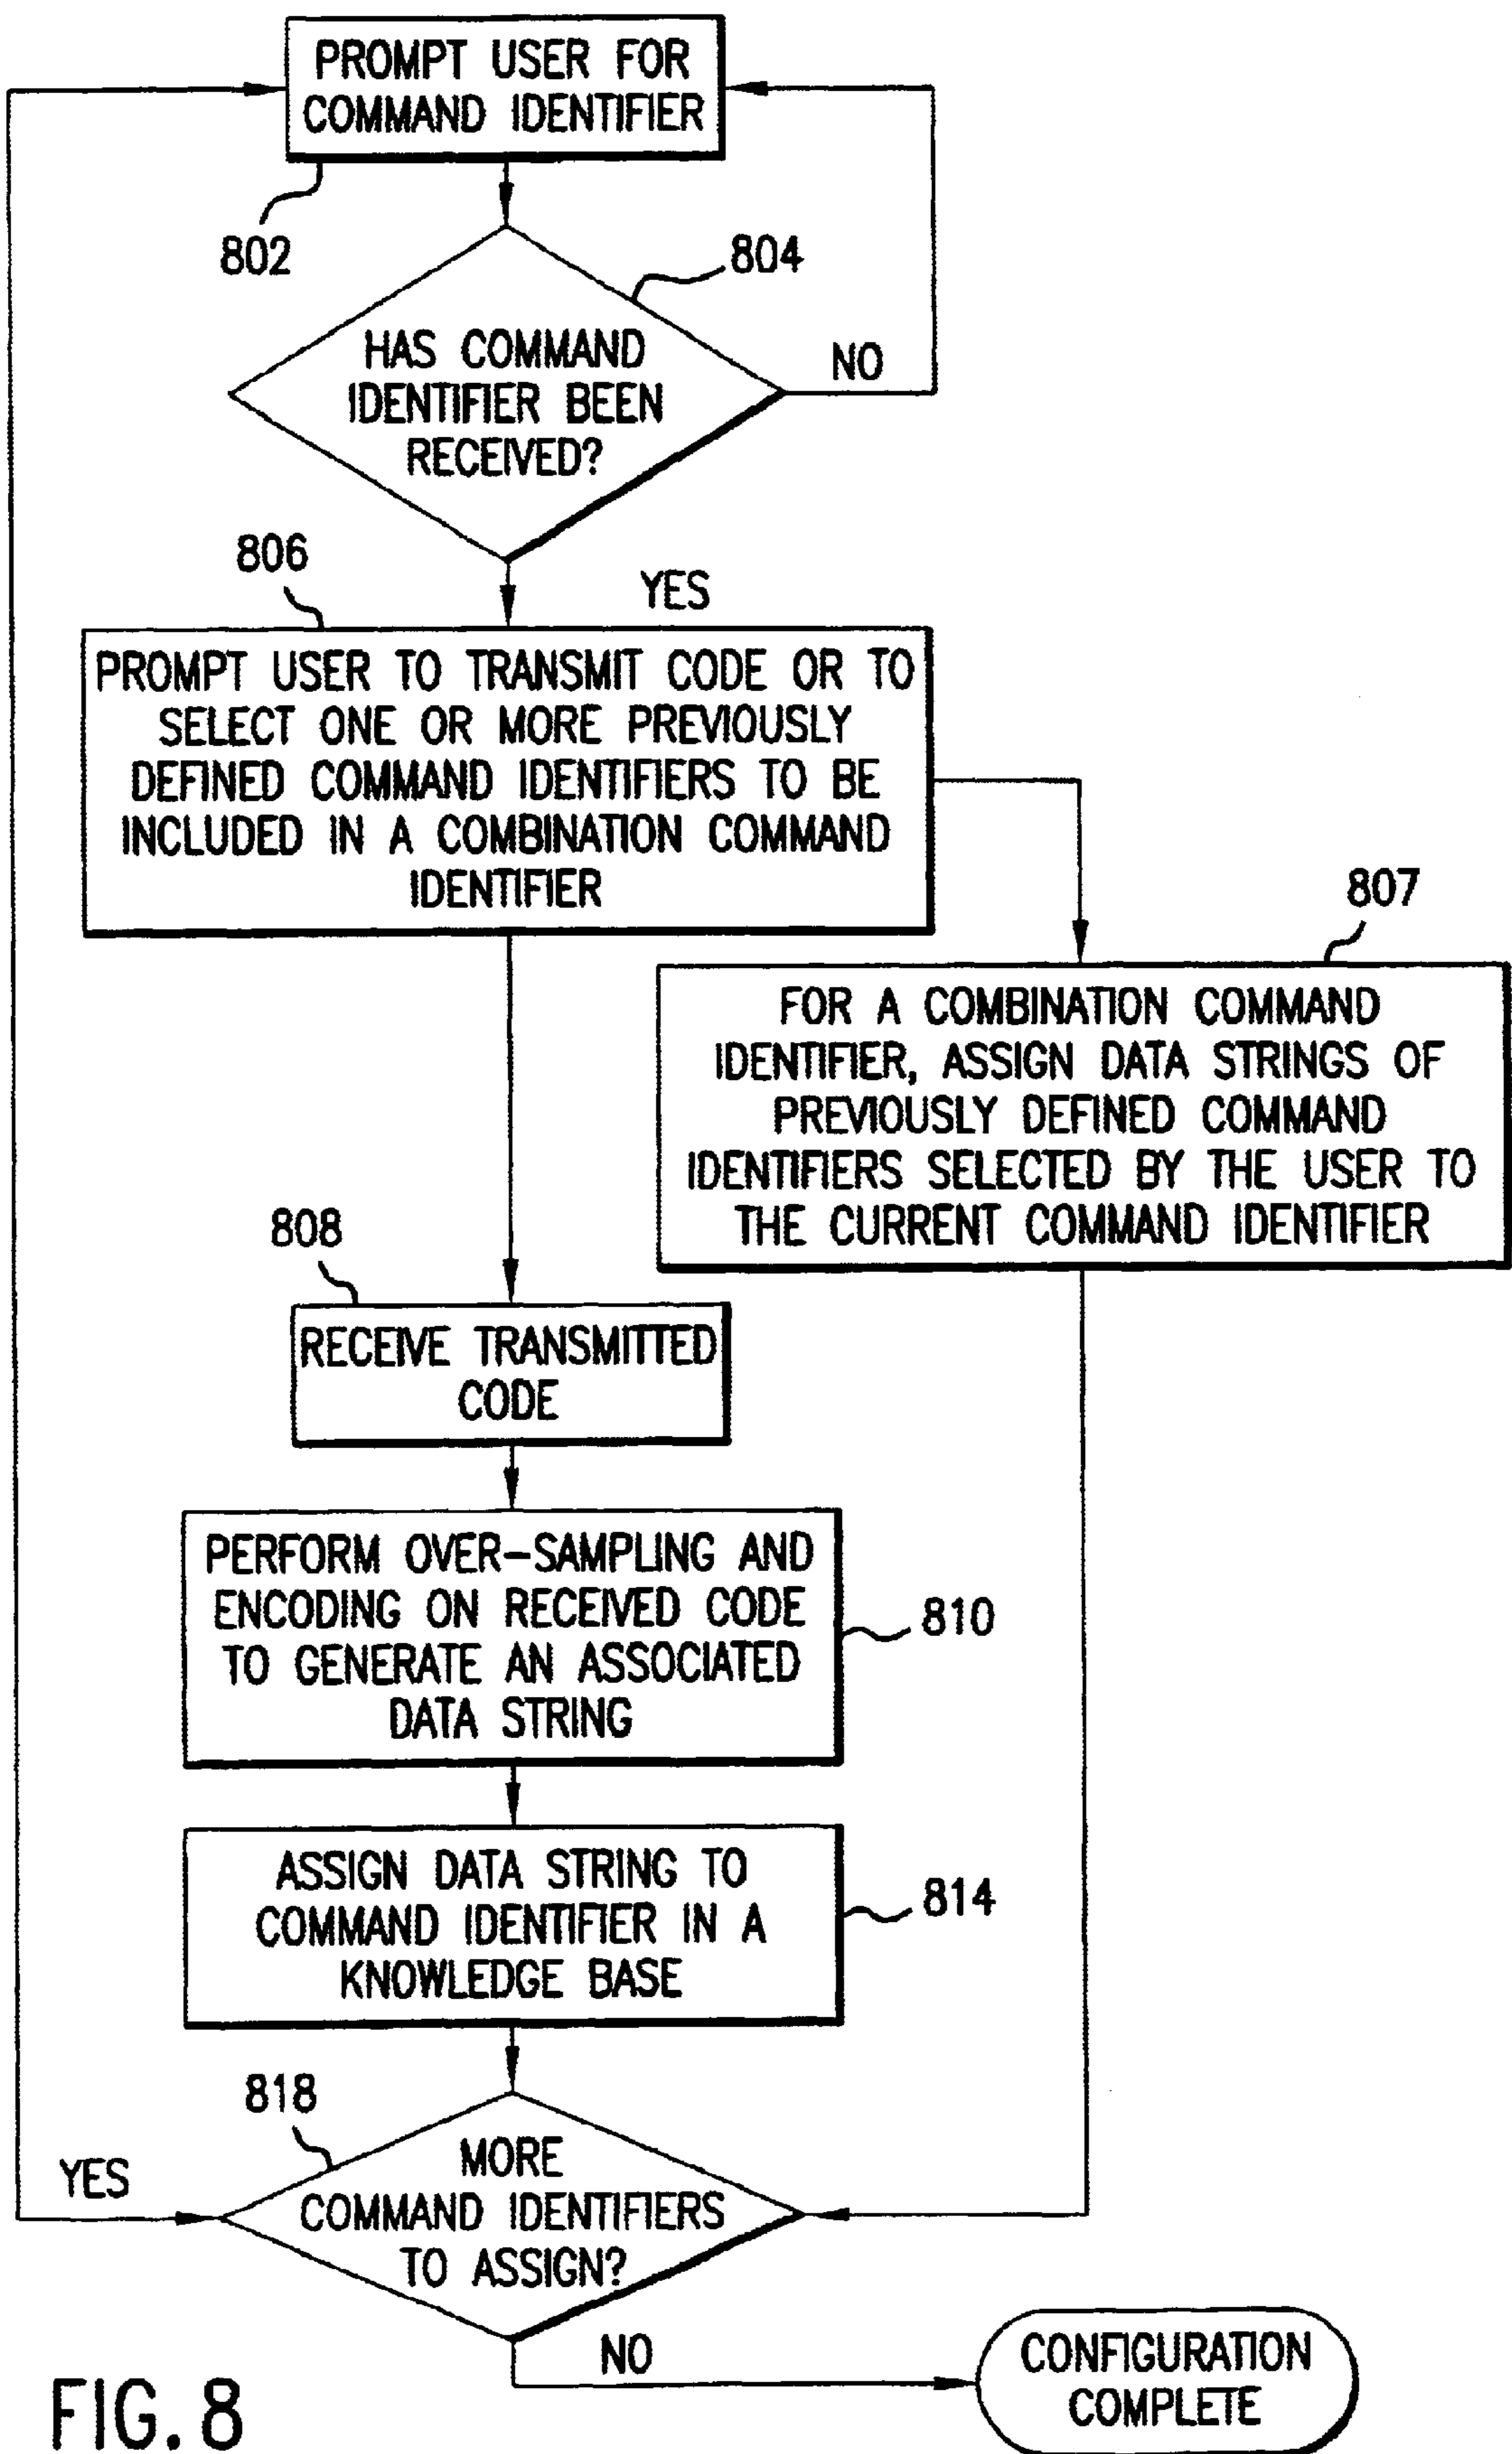 PROMPT USER FOR
COMMAND IDENTIFIER
802
804
HAS COMMAND
IDENTIFIER BEEN
RECEIVED?
NO
806
YES
PROMPT USER TO TRANSMIT CODE OR TO
SELECT ONE OR MORE PREVIOUSLY
DEFINED COMMAND IDENTIFIERS TO BE
INCLUDED IN A COMBINATION COMMAND
IDENTIFIER
807
FOR A COMBINATION COMMAND
IDENTIFIER, ASSIGN DATA STRINGS OF
PREVIOUSLY DEFINED COMMAND
IDENTIFIERS SELECTED BY THE USER TO
THE CURRENT COMMAND IDENTIFIER
808
RECEIVE TRANSMITTED
CODE
PERFORM OVER-SAMPLING AND
ENCODING ON RECEIVED CODE
TO GENERATE AN ASSOCIATED
DATA STRING
810
ASSIGN DATA STRING TO
COMMAND IDENTIFIER IN A
KNOWLEDGE BASE
814
818
YES
MORE
COMMAND IDENTIFIERS
TO ASSIGN?
NO
CONFIGURATION
COMPLETE
FIG. 8